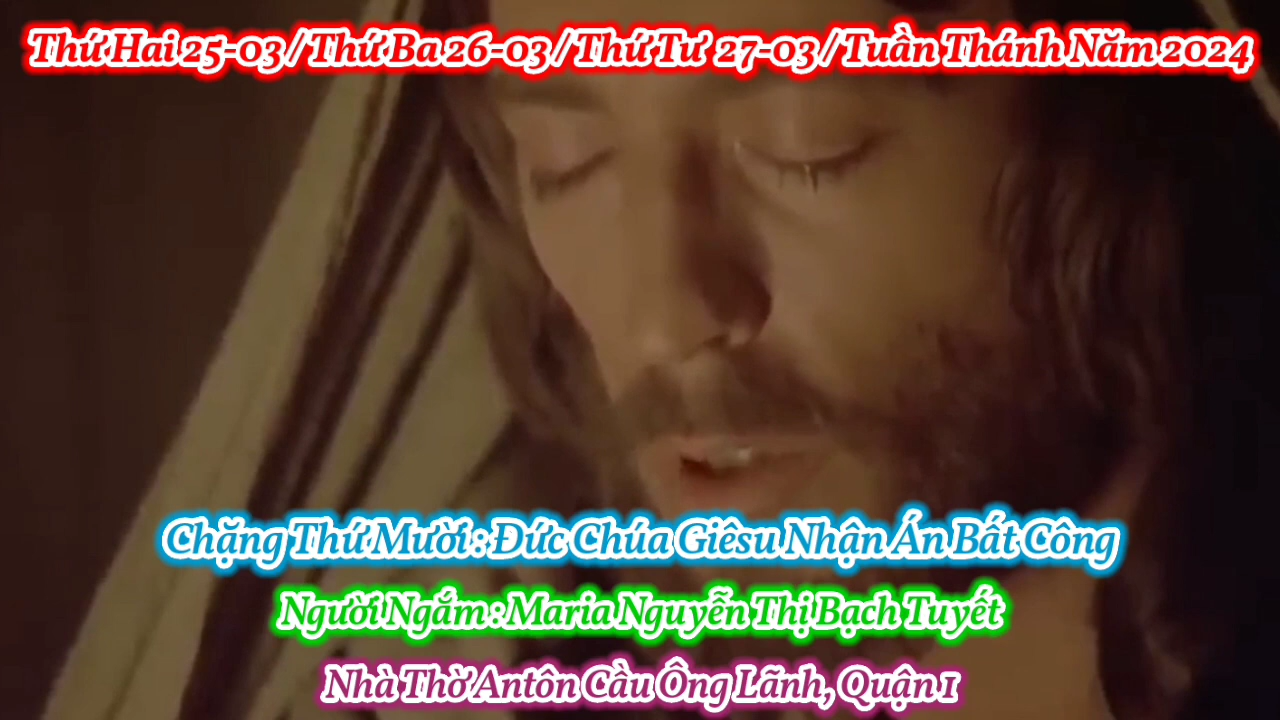 Thứ Hai 25-03 / Thứ Ba 26-03 / Thứ Tư 27-03 / Tuần Thánh Năm 2024
Chặng Thứ Mười : Đức Chúa Giêsu Nhận Án Bất Công
Người Ngắm : Maria Nguyễn Thị Bạch Tuyết
Nhà Thờ Antôn Cầu Ông Lãnh, Quận 1